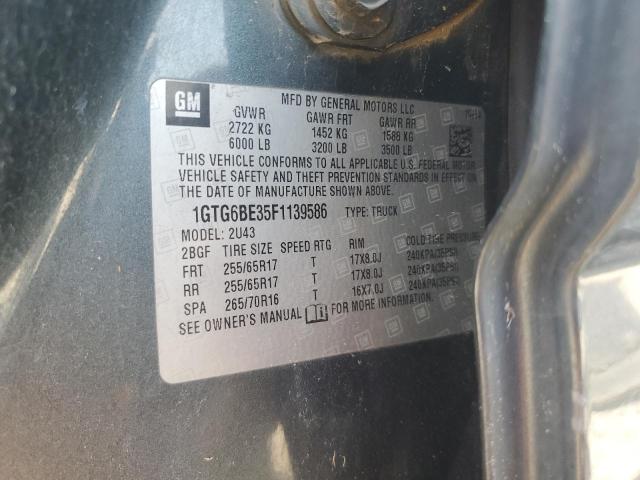 GM
MFD BY GENERAL MOTORS LLC
GVWR GAWR FRT GAWR RR
2722 KG 1452 KG 1588 KG
6000 LB 3200 LB 3500 LB
THIS VEHICLE CONFORMS TO ALL APPLICABLE U.S. FEDERAL MOTOR
VEHICLE SAFETY AND THEFT PREVENTION STANDARDS IN EFFECT ON
THE DATE OF MANUFACTURE SHOWN ABOVE.
1GTG6BE35F1139586 TYPE: TRUCK
MODEL: 2U43
2BGF TIRE SIZE SPEED RTG RIM COLD TIRE PRESSURE
FRT 255/65R17 T 17X8.0J 240KPA(35PSI)
RR 255/65R17 T 17X8.0J 240KPA(35PSI)
SPA 265/70R16 T 16X7.0J 240KPA(35PSI)
SEE OWNER'S MANUAL FOR MORE INFORMATION.